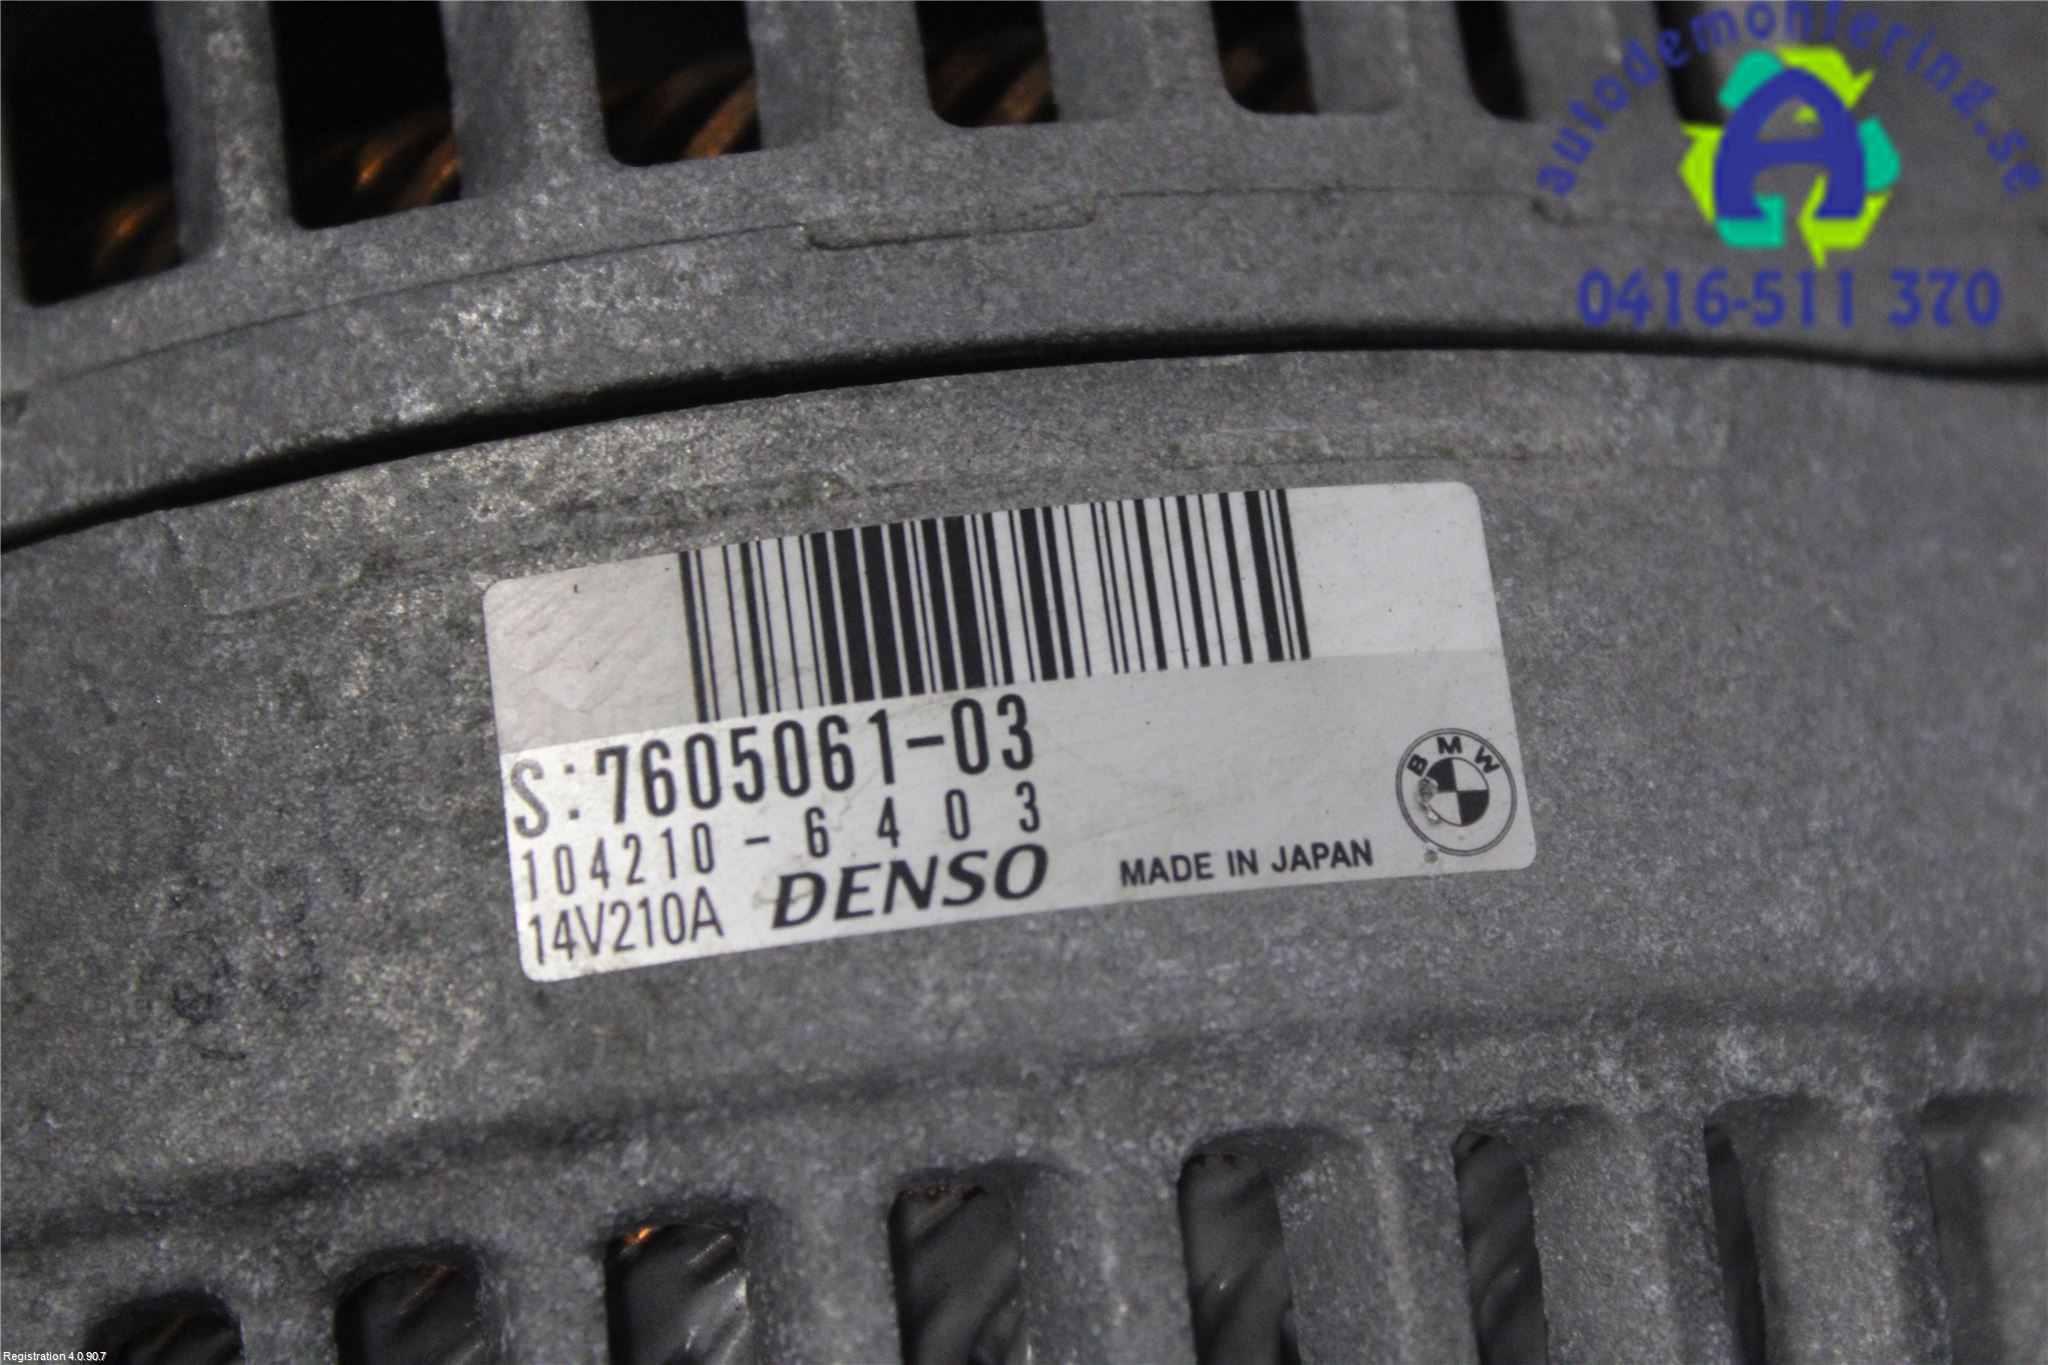 autodemontering.se
A
0416-511 370
S:7605061-03
104210-6403
14V210A DENSO MADE IN JAPAN
BMW
Registration 4.0.90.7